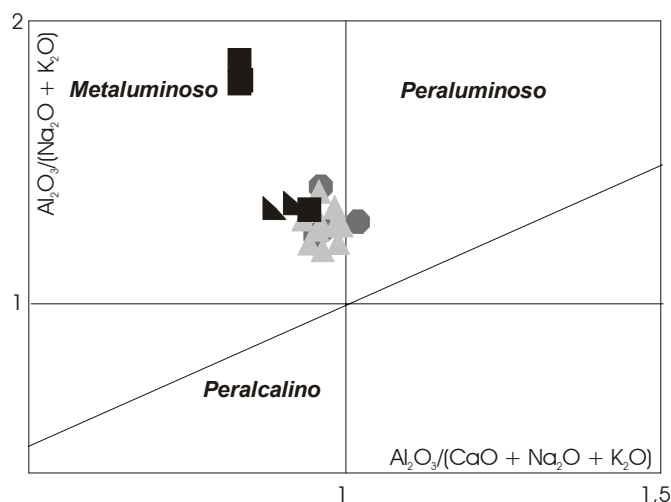 2
Al₂O₃/(Na₂O + K₂O)
Metaluminoso
Peraluminoso
1
Peralcalino
Al₂O₃/(CaO + Na₂O + K₂O)
1
1,5